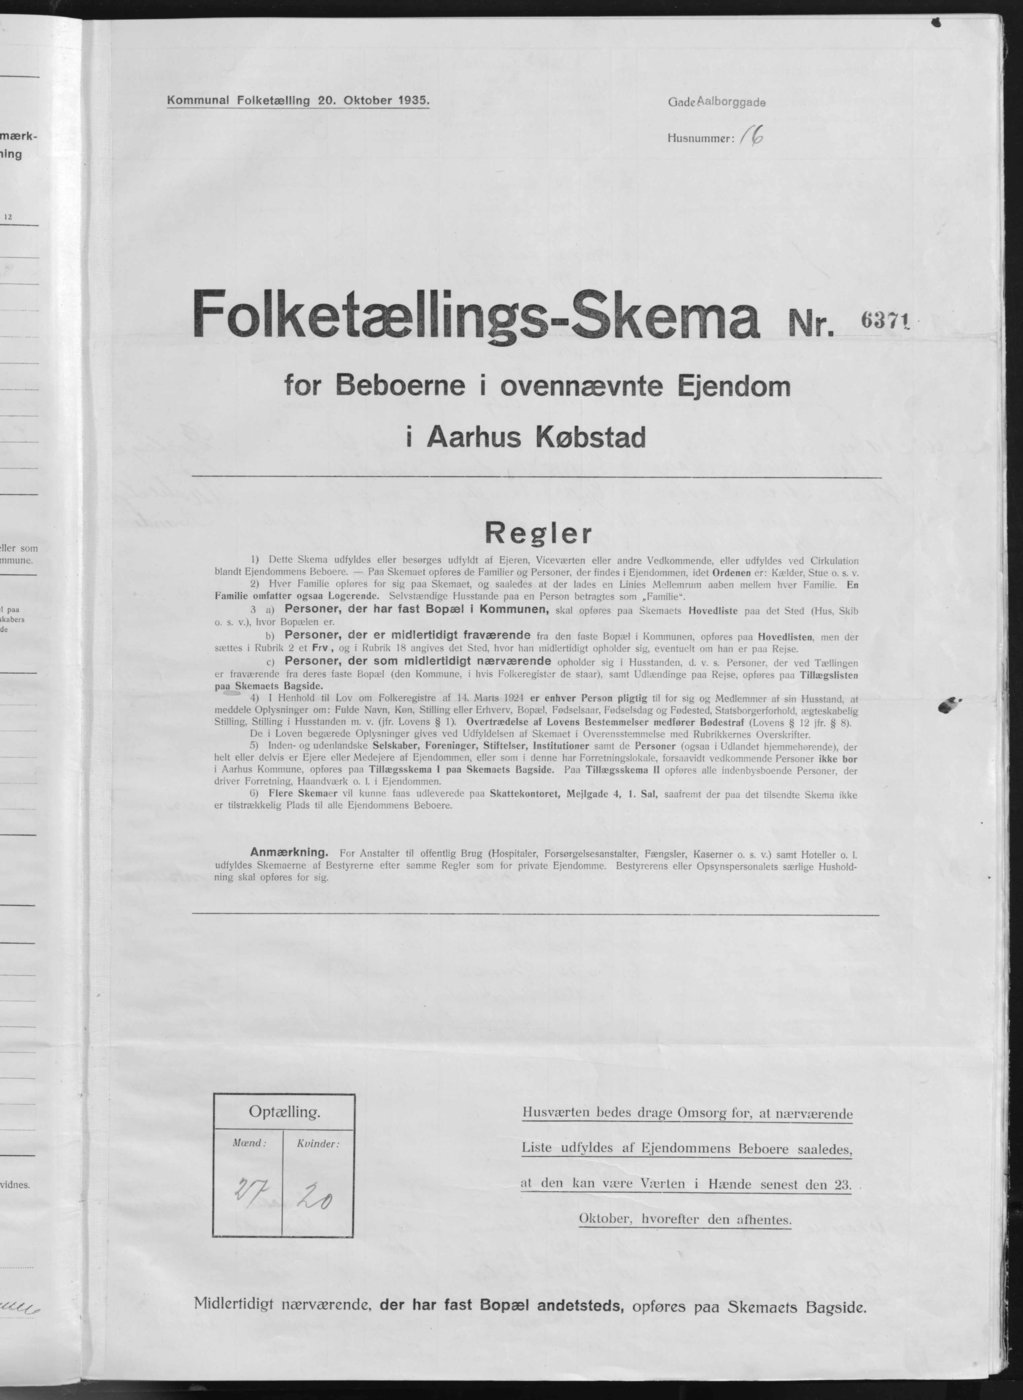 Kommunal Folketælling 20. Oktober 1935.
Gade Aalborggade
Husnummer: 16
mærk-
ning
12
Folketællings-Skema Nr. 6371
for Beboerne i ovennævnte Ejendom
i Aarhus Købstad
Regler
1) Dette Skema udfyldes eller besørges udfyldt af Ejeren, Viceværten eller andre Vedkommende, eller udfyldes ved Cirkulation
blandt Ejendommens Beboere. — Paa Skemaet opføres de Familier og Personer, der findes i Ejendommen, idet Ordenen er: Kælder, Stue o. s. v.
2) Hver Familie opføres for sig paa Skemaet, og saaledes at der lades en Linies Mellemrum aaben mellem hver Familie. En
Familie omfatter ogsaa Logerende. Selvstændige Husstande paa en Person betragtes som „Familie“.
3 a) Personer, der har fast Bopæl i Kommunen, skal opføres paa Skemaets Hovedliste paa det Sted (Hus, Skib
o. s. v.), hvor Bopælen er.
b) Personer, der er midlertidigt fraværende fra den faste Bopæl i Kommunen, opføres paa Hovedlisten, men der
sættes i Rubrik 2 et Frv., og i Rubrik 18 angives det Sted, hvor han midlertidigt opholder sig, eventuelt om han er paa Rejse.
c) Personer, der som midlertidigt nærværende opholder sig i Husstanden, d. v. s. Personer, der ved Tællingen
er fraværende fra deres faste Bopæl (den Kommune, i hvis Folkeregister de staar), samt Udlændinge paa Rejse, opføres paa Tillægslisten
paa Skemaets Bagside.
4) I Henhold til Lov om Folkeregistre af 14. Marts 1924 er enhver Person pligtig til for sig og Medlemmer af sin Husstand, at
meddele Oplysninger om: Fulde Navn, Køn, Stilling eller Erhverv, Bopæl, Fødselsaar, Fødselsdag og Fødested, Statsborgerforhold, ægteskabelig
Stilling, Stilling i Husstanden m. v. (jfr. Lovens § 1). Overtrædelse af Lovens Bestemmelser medfører Bødestraf (Lovens § 12 jfr. § 8).
De i Loven begærede Oplysninger gives ved Udfyldelsen af Skemaet i Overensstemmelse med Rubrikkernes Overskrifter.
5) Inden- og udenlandske Selskaber, Foreninger, Stiftelser, Institutioner samt de Personer (ogsaa i Udlandet hjemmehørende), der
helt eller delvis er Ejere eller Medejere af Ejendommen, eller som i denne har Forretningslokale, forsaavidt vedkommende Personer ikke bor
i Aarhus Kommune, opføres paa Tillægsskema I paa Skemaets Bagside. Paa Tillægsskema II opføres alle indenbysboende Personer, der
driver Forretning, Haandværk o. l. i Ejendommen.
6) Flere Skemaer vil kunne faas udleverede paa Skattekontoret, Mejlgade 4, 1. Sal, saafremt der paa det tilsendte Skema ikke
er tilstrækkelig Plads til alle Ejendommens Beboere.
Anmærkning. For Anstalter til offentlig Brug (Hospitaler, Forsørgelsesanstalter, Fængsler, Kaserner o. s. v.) samt Hoteller o. l.
udfyldes Skemaerne af Bestyrerne efter samme Regler som for private Ejendomme. Bestyrerens eller Opsynspersonalets særlige Hushold-
ning skal opføres for sig.
eller som
mmune.
t paa
skabers
de
vidnes.
Optælling.
Mænd: Kvinder:
27 20
Husværten bedes drage Omsorg for, at nærværende
Liste udfyldes af Ejendommens Beboere saaledes,
at den kan være Værten i Hænde senest den 23.
Oktober, hvorefter den afhentes.
Midlertidigt nærværende, der har fast Bopæl andetsteds, opføres paa Skemaets Bagside.